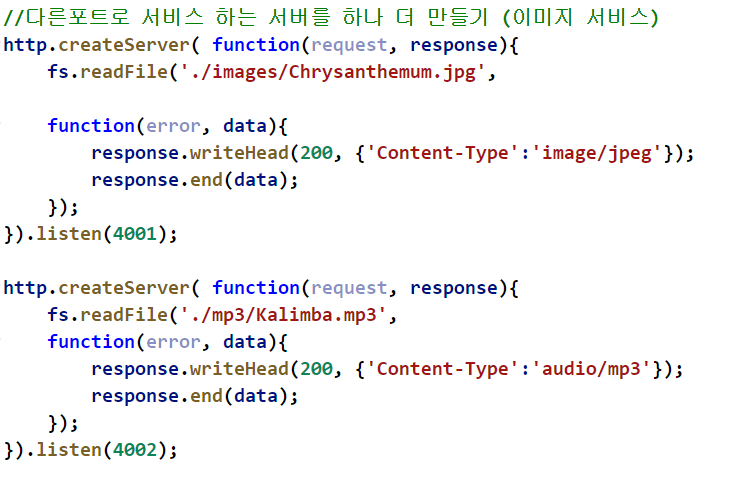 //다른포트로 서비스 하는 서버를 하나 더 만들기 (이미지 서비스)
http.createServer( function(request, response){
    fs.readFile('./images/Chrysanthemum.jpg',
    function(error, data){
        response.writeHead(200, {'Content-Type':'image/jpeg'});
        response.end(data);
    });
}).listen(4001);
http.createServer( function(request, response){
    fs.readFile('./mp3/Kalimba.mp3',
    function(error, data){
        response.writeHead(200, {'Content-Type':'audio/mp3'});
        response.end(data);
    });
}).listen(4002);